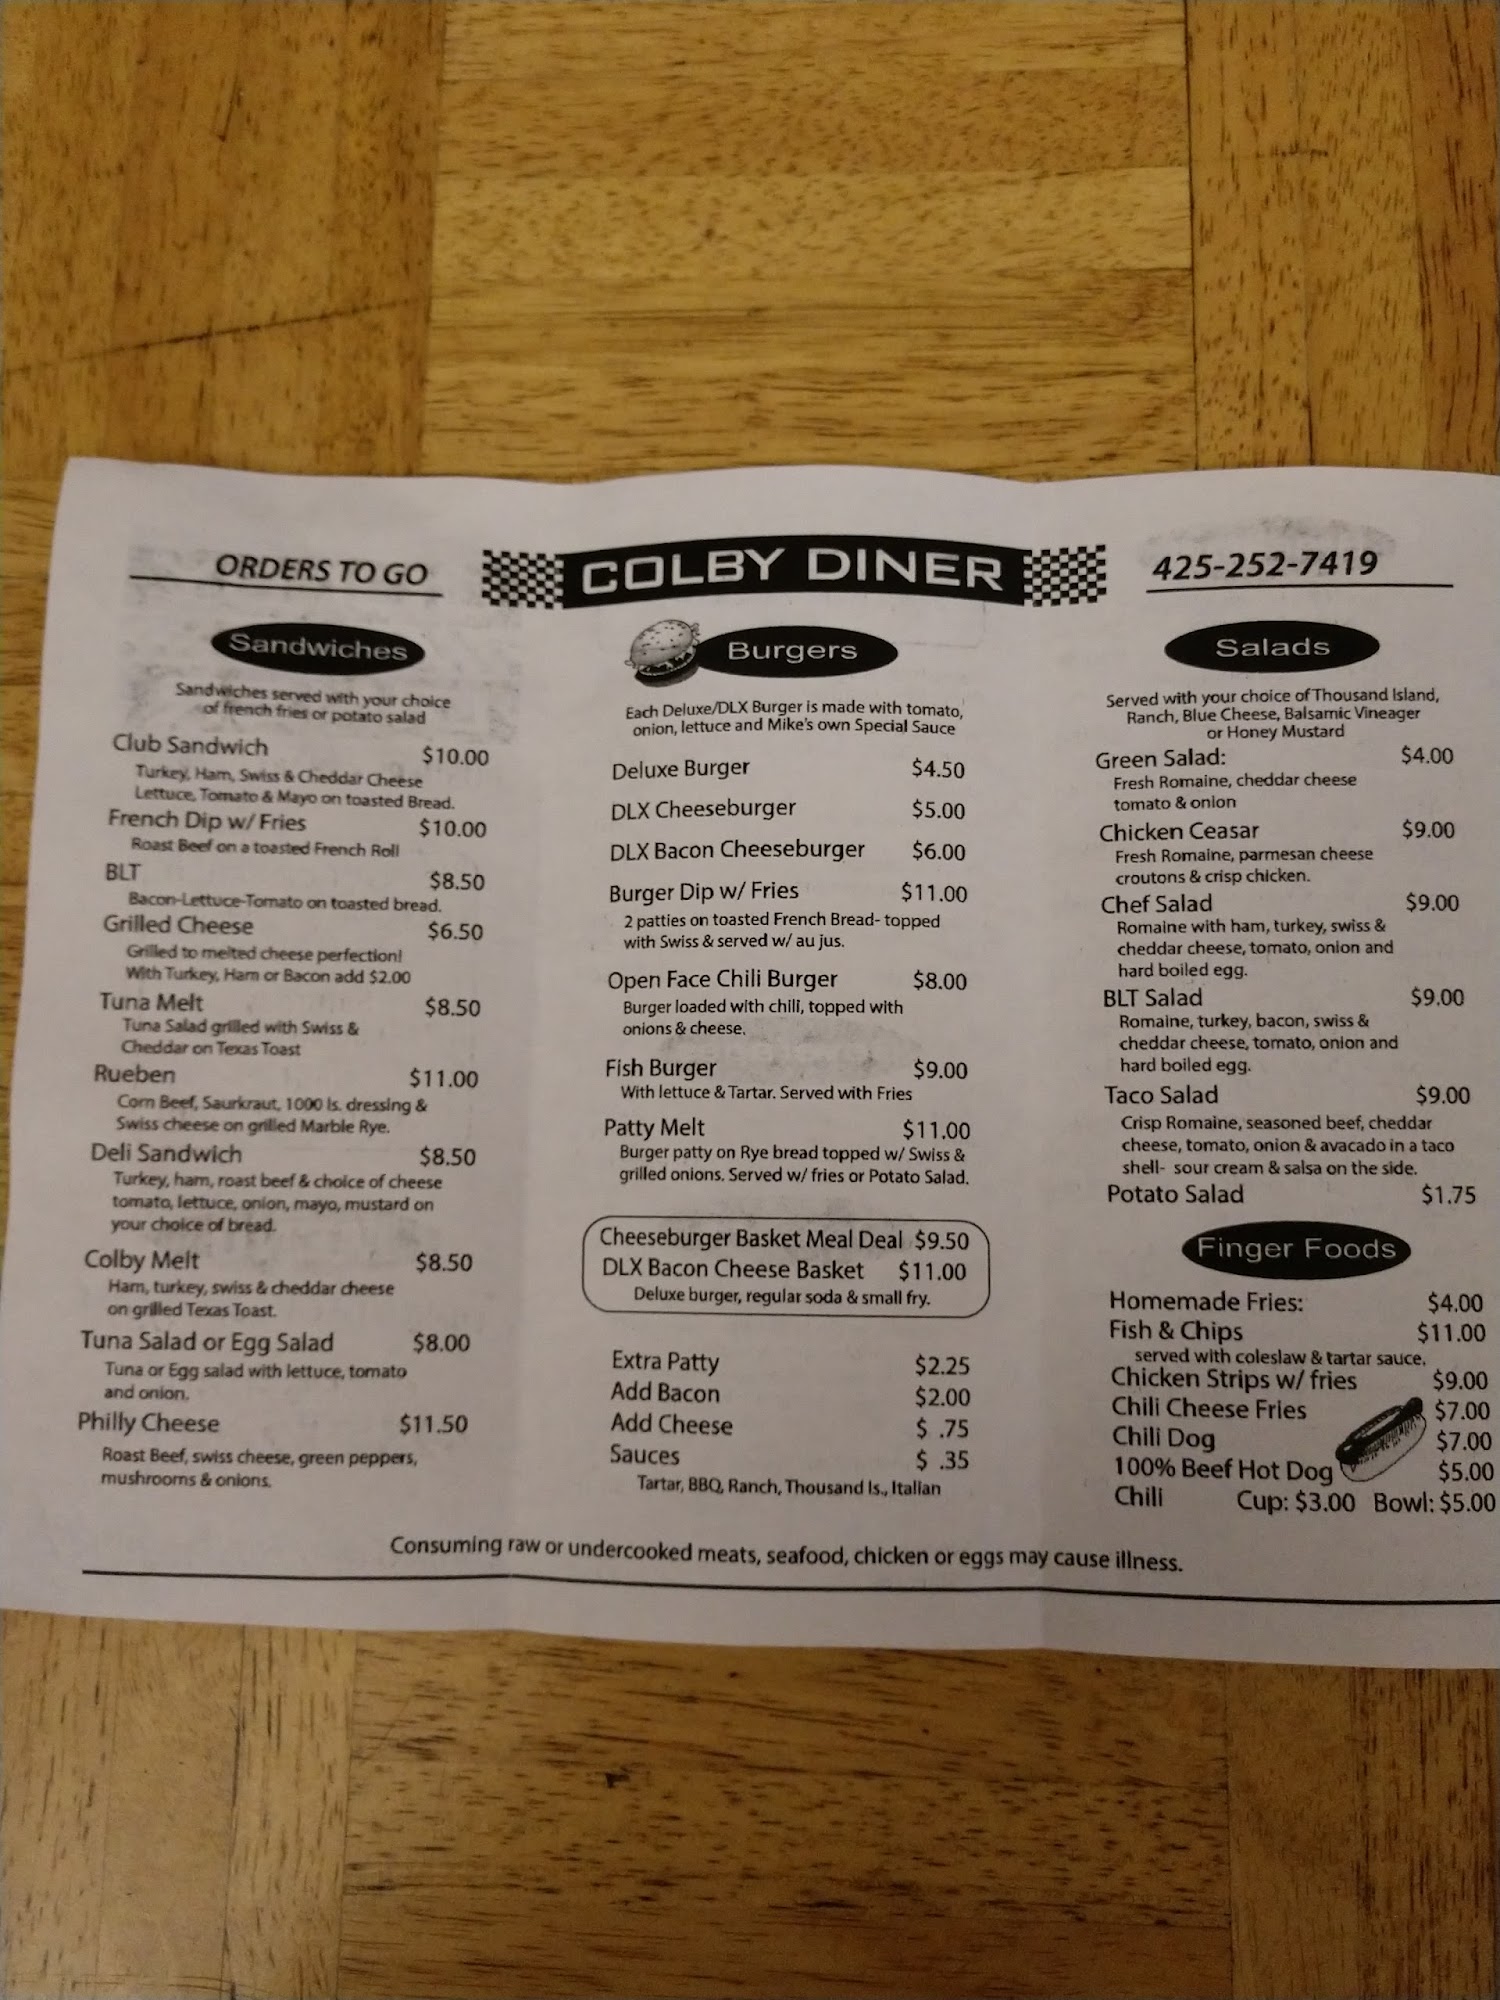 ORDERS TO GO
COLBY DINER
425-252-7419
Sandwiches
Sandwiches served with your choice
of french fries or potato salad
Club Sandwich $10.00
Turkey, Ham, Swiss & Cheddar Cheese
Lettuce, Tomato & Mayo on toasted Bread.
French Dip w/ Fries $10.00
Roast Beef on a toasted French Roll
BLT $8.50
Bacon-Lettuce-Tomato on toasted bread.
Grilled Cheese $6.50
Grilled to melted cheese perfection!
With Turkey, Ham or Bacon add $2.00
Tuna Melt $8.50
Tuna Salad grilled with Swiss &
Cheddar on Texas Toast
Rueben $11.00
Corn Beef, Saurkraut, 1000 Is. dressing &
Swiss cheese on grilled Marble Rye.
Deli Sandwich $8.50
Turkey, ham, roast beef & choice of cheese
tomato, lettuce, onion, mayo, mustard on
your choice of bread.
Colby Melt $8.50
Ham, turkey, swiss & cheddar cheese
on grilled Texas Toast.
Tuna Salad or Egg Salad $8.00
Tuna or Egg salad with lettuce, tomato
and onion.
Philly Cheese $11.50
Roast Beef, swiss cheese, green peppers,
mushrooms & onions.
Burgers
Each Deluxe/DLX Burger is made with tomato,
onion, lettuce and Mike's own Special Sauce
Deluxe Burger $4.50
DLX Cheeseburger $5.00
DLX Bacon Cheeseburger $6.00
Burger Dip w/ Fries $11.00
2 patties on toasted French Bread- topped
with Swiss & served w/ au jus.
Open Face Chili Burger $8.00
Burger loaded with chili, topped with
onions & cheese.
Fish Burger $9.00
With lettuce & Tartar. Served with Fries
Patty Melt $11.00
Burger patty on Rye bread topped w/ Swiss &
grilled onions. Served w/ fries or Potato Salad.
Cheeseburger Basket Meal Deal $9.50
DLX Bacon Cheese Basket $11.00
Deluxe burger, regular soda & small fry.
Extra Patty $2.25
Add Bacon $2.00
Add Cheese $ .75
Sauces $ .35
Tartar, BBQ, Ranch, Thousand Is., Italian
Salads
Served with your choice of Thousand Island,
Ranch, Blue Cheese, Balsamic Vineager
or Honey Mustard
Green Salad: $4.00
Fresh Romaine, cheddar cheese
tomato & onion
Chicken Ceasar $9.00
Fresh Romaine, parmesan cheese
croutons & crisp chicken.
Chef Salad $9.00
Romaine with ham, turkey, swiss &
cheddar cheese, tomato, onion and
hard boiled egg.
BLT Salad $9.00
Romaine, turkey, bacon, swiss &
cheddar cheese, tomato, onion and
hard boiled egg.
Taco Salad $9.00
Crisp Romaine, seasoned beef, cheddar
cheese, tomato, onion & avacado in a taco
shell- sour cream & salsa on the side.
Potato Salad $1.75
Finger Foods
Homemade Fries: $4.00
Fish & Chips $11.00
served with coleslaw & tartar sauce.
Chicken Strips w/ fries $9.00
Chili Cheese Fries $7.00
Chili Dog $7.00
100% Beef Hot Dog $5.00
Chili Cup: $3.00 Bowl: $5.00
Consuming raw or undercooked meats, seafood, chicken or eggs may cause illness.